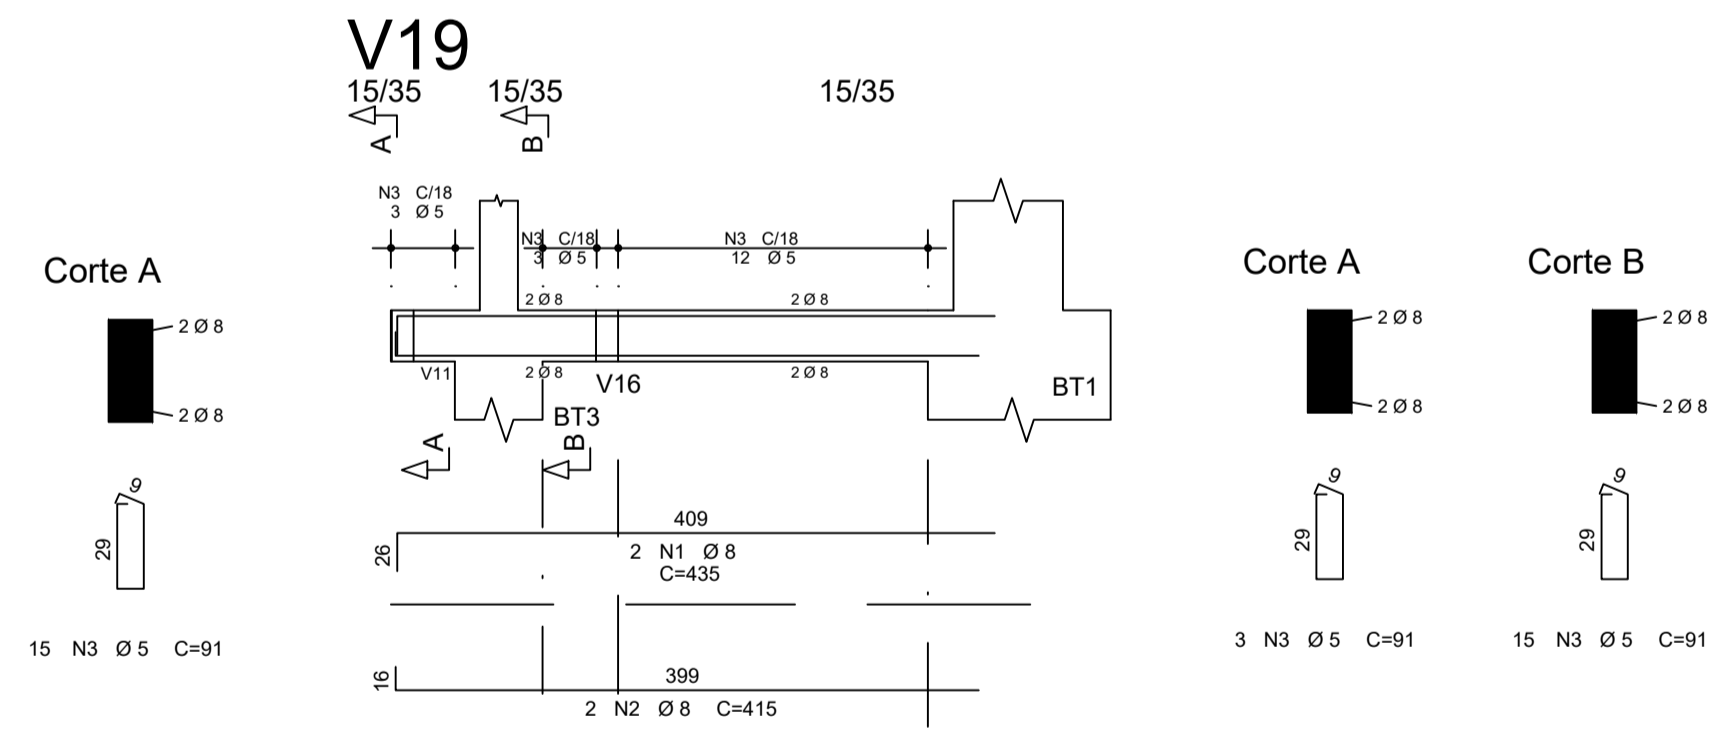 V19
15/35 15/35 15/35
A B
N3 C/18
3 Ø 5
N3 C/18
3 Ø 5
N3 C/18
12 Ø 5
Corte A
2 Ø 8
2 Ø 8
9
29
15 N3 Ø 5 C=91
2 Ø 8 2 Ø 8
V11 2 Ø 8 V16 2 Ø 8 BT1
BT3
A B
409
26
2 N1 Ø 8
C=435
399
16
2 N2 Ø 8 C=415
Corte A
2 Ø 8
2 Ø 8
9
29
3 N3 Ø 5 C=91
Corte B
2 Ø 8
2 Ø 8
9
29
15 N3 Ø 5 C=91